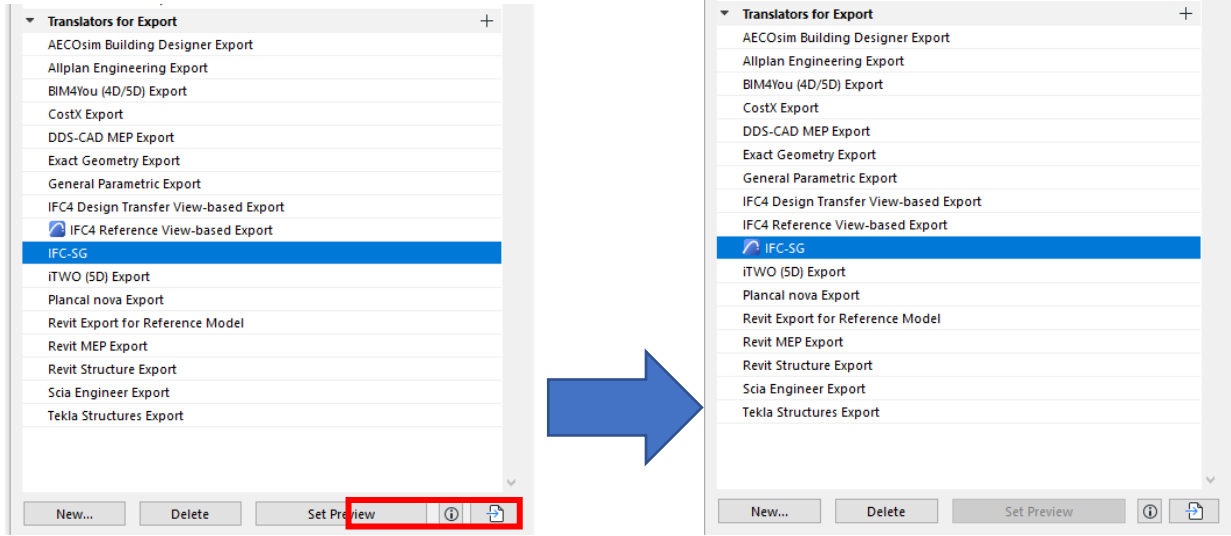 Translators for Export
AECOsim Building Designer Export
Allplan Engineering Export
BIM4You (4D/5D) Export
CostX Export
DDS-CAD MEP Export
Exact Geometry Export
General Parametric Export
IFC4 Design Transfer View-based Export
IFC4 Reference View-based Export
IFC-SG
iTWO (5D) Export
Plancal nova Export
Revit Export for Reference Model
Revit MEP Export
Revit Structure Export
Scia Engineer Export
Tekla Structures Export
New... Delete Set Preview
Translators for Export
AECOsim Building Designer Export
Allplan Engineering Export
BIM4You (4D/5D) Export
CostX Export
DDS-CAD MEP Export
Exact Geometry Export
General Parametric Export
IFC4 Design Transfer View-based Export
IFC4 Reference View-based Export
IFC-SG
iTWO (5D) Export
Plancal nova Export
Revit Export for Reference Model
Revit MEP Export
Revit Structure Export
Scia Engineer Export
Tekla Structures Export
New... Delete Set Preview